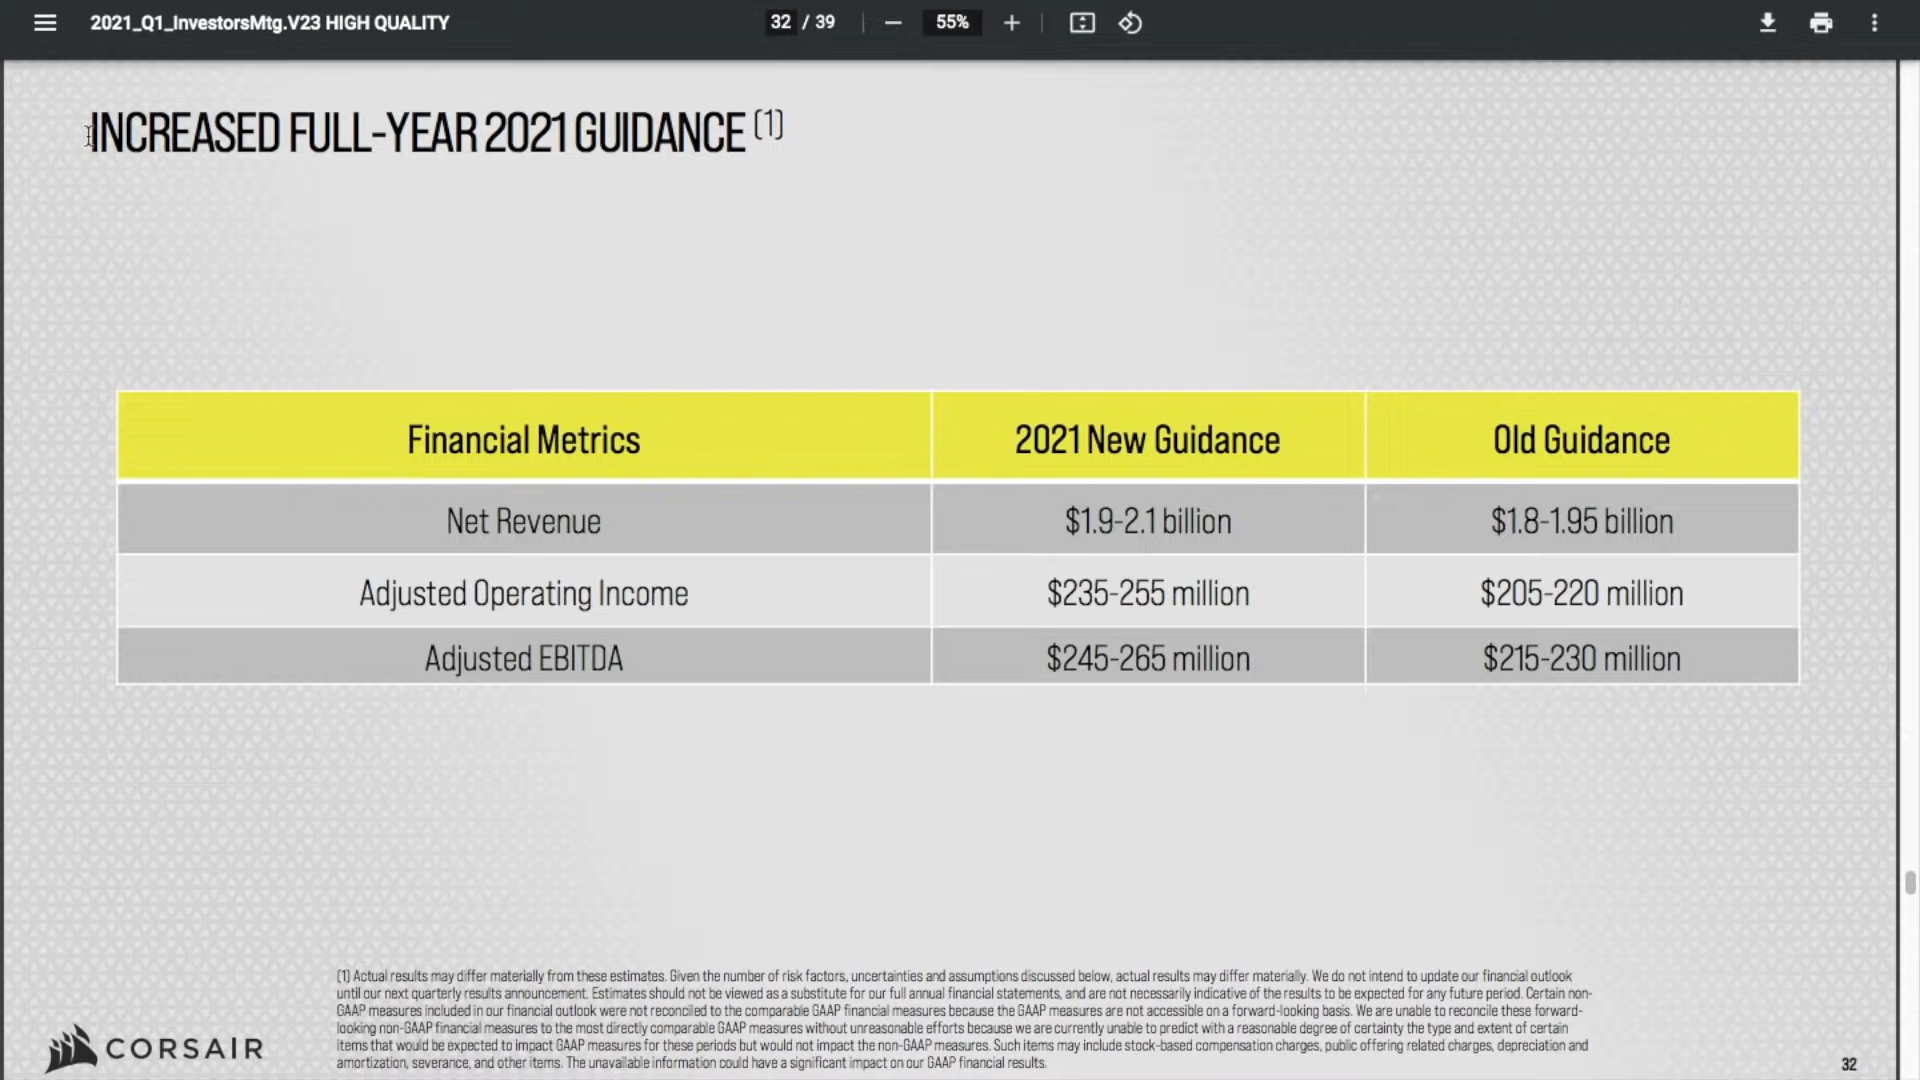 2021_Q1_InvestorsMtg.V23 HIGH QUALITY
32 / 39
55%
INCREASED FULL-YEAR 2021 GUIDANCE (1)
Financial Metrics 2021 New Guidance Old Guidance
Net Revenue $1.9-2.1 billion $1.8-1.95 billion
Adjusted Operating Income $235-255 million $205-220 million
Adjusted EBITDA $245-265 million $215-230 million
(1) Actual results may differ materially from these estimates. Given the number of risk factors, uncertainties and assumptions discussed below, actual results may differ materially. We do not intend to update our financial outlook
until our next quarterly results announcement. Estimates should not be viewed as a substitute for our full annual financial statements, and are not necessarily indicative of the results to be expected for any future period. Certain non-
GAAP measures included in our financial outlook were not reconciled to the comparable GAAP financial measures because the GAAP measures are not accessible on a forward-looking basis. We are unable to reconcile these forward-
looking non-GAAP financial measures to the most directly comparable GAAP measures without unreasonable efforts because we are currently unable to predict with a reasonable degree of certainty the type and extent of certain
items that would be expected to impact GAAP measures for these periods but would not impact the non-GAAP measures. Such items may include stock-based compensation charges, public offering related charges, depreciation and
amortization, severance, and other items. The unavailable information could have a significant impact on our GAAP financial results.
CORSAIR
32